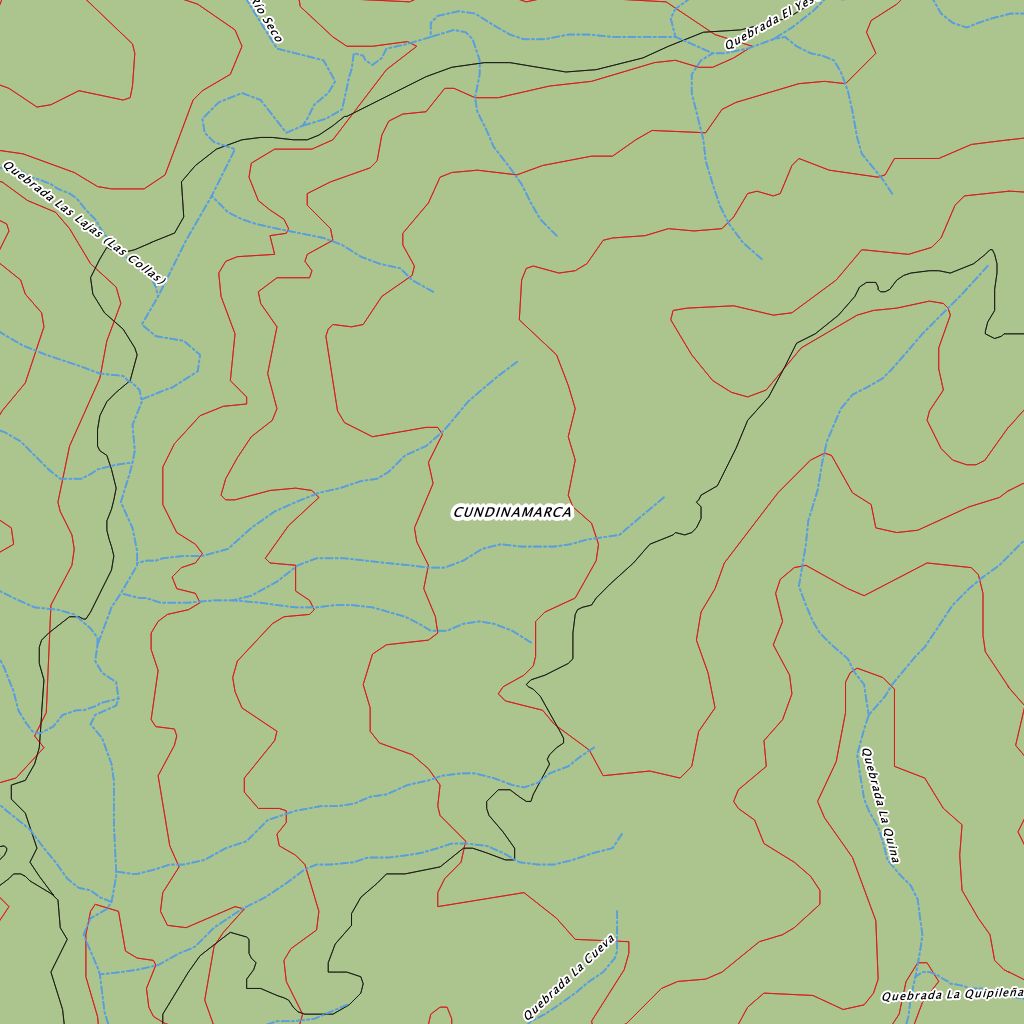 Río Seco
Quebrada El Yes
Quebrada Las Lajas (Las Collas)
CUNDINAMARCA
Quebrada La Quina
Quebrada La Cueva
Quebrada La Quipileña